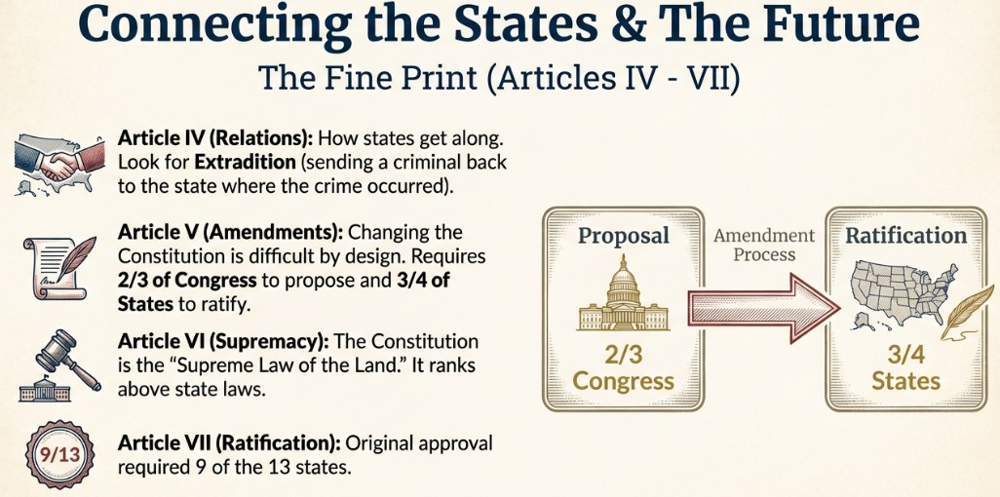 Connecting the States & The Future
The Fine Print (Articles IV - VII)
Article IV (Relations): How states get along.
Look for Extradition (sending a criminal back
to the state where the crime occurred).
Article V (Amendments): Changing the
Constitution is difficult by design. Requires
2/3 of Congress to propose and 3/4 of
States to ratify.
Article VI (Supremacy): The Constitution
is the “Supreme Law of the Land.” It ranks
above state laws.
9/13
Article VII (Ratification): Original approval
required 9 of the 13 states.
Proposal
2/3
Congress
Amendment
Process
Ratification
3/4
States